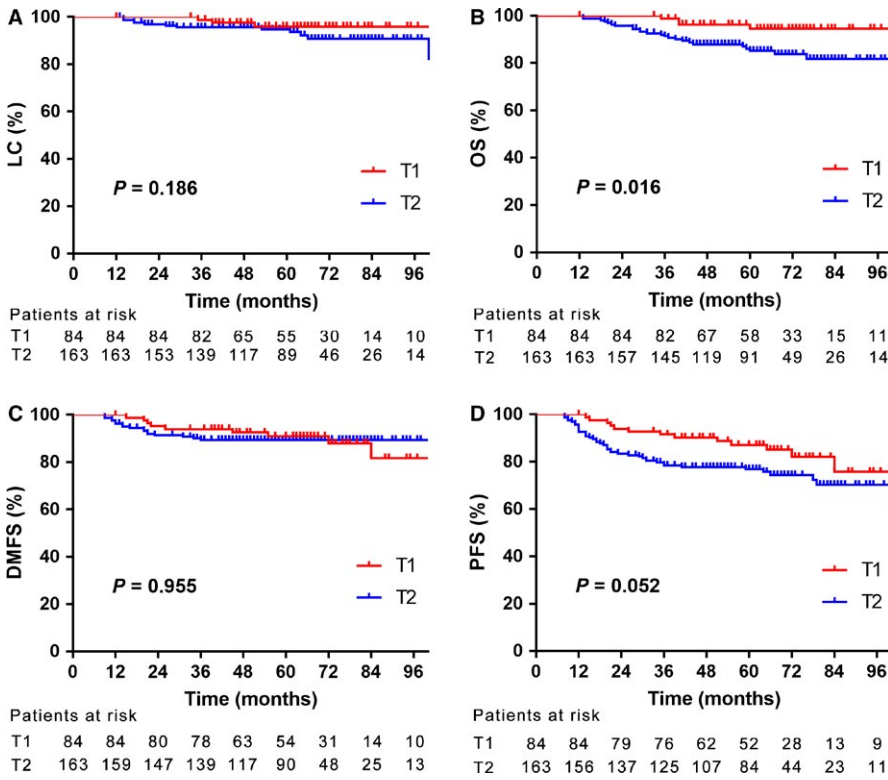 A
LC (%)
100
80
60
40
20
0
P = 0.186
T1
T2
0 12 24 36 48 60 72 84 96
Time (months)
Patients at risk
T1 84 84 84 82 65 55 30 14 10
T2 163 163 153 139 117 89 46 26 14
B
OS (%)
100
80
60
40
20
0
P = 0.016
T1
T2
0 12 24 36 48 60 72 84 96
Time (months)
Patients at risk
T1 84 84 84 82 67 58 33 15 11
T2 163 163 157 145 119 91 49 26 14
C
DMFS (%)
100
80
60
40
20
0
P = 0.955
T1
T2
0 12 24 36 48 60 72 84 96
Time (months)
Patients at risk
T1 84 84 80 78 63 54 31 14 10
T2 163 159 147 139 117 90 48 25 13
D
PFS (%)
100
80
60
40
20
0
P = 0.052
T1
T2
0 12 24 36 48 60 72 84 96
Time (months)
Patients at risk
T1 84 84 79 76 62 52 28 13 9
T2 163 156 137 125 107 84 44 23 11